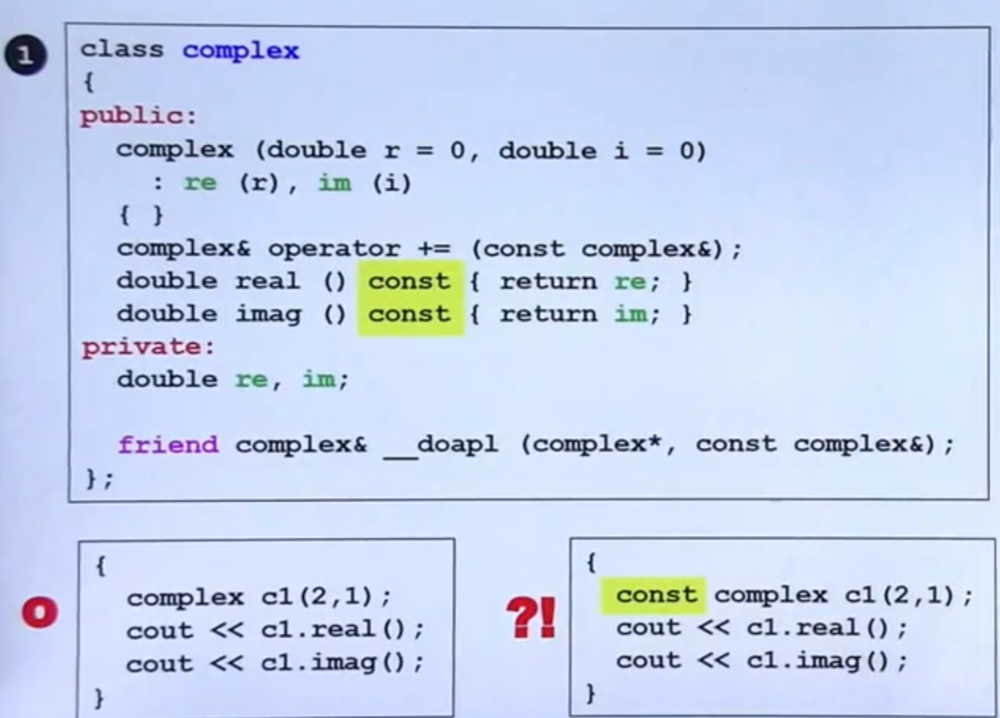 1
class complex
{
public:
complex (double r = 0, double i = 0)
: re (r), im (i)
{ }
complex& operator += (const complex&);
double real () const { return re; }
double imag () const { return im; }
private:
double re, im;
friend complex& __doapl (complex*, const complex&);
};
O
{
complex c1(2,1);
cout << c1.real();
cout << c1.imag();
}
?!
{
const complex c1(2,1);
cout << c1.real();
cout << c1.imag();
}